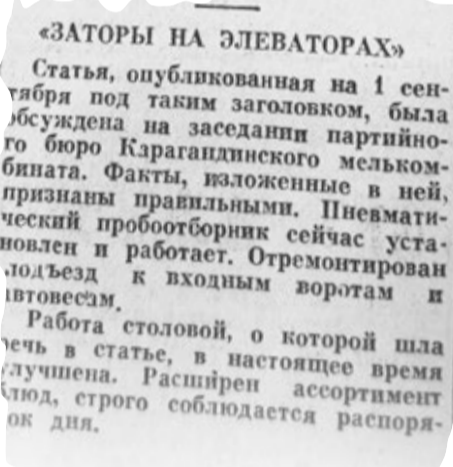 «ЗАТОРЫ НА ЭЛЕВАТОРАХ»
Статья, опубликованная на 1 сен-
тября под таким заголовком, была
обсуждена на заседании партийно-
го бюро Карагандинского мельком-
бината. Факты, изложенные в ней,
признаны правильными. Пневмати-
ческий пробоотборник сейчас уста-
новлен и работает. Отремонтирован
подъезд к входным воротам и
автовесам.
Работа столовой, о которой шла
речь в статье, в настоящее время
улучшена. Расширен ассортимент
блюд, строго соблюдается распоря-
док дня.